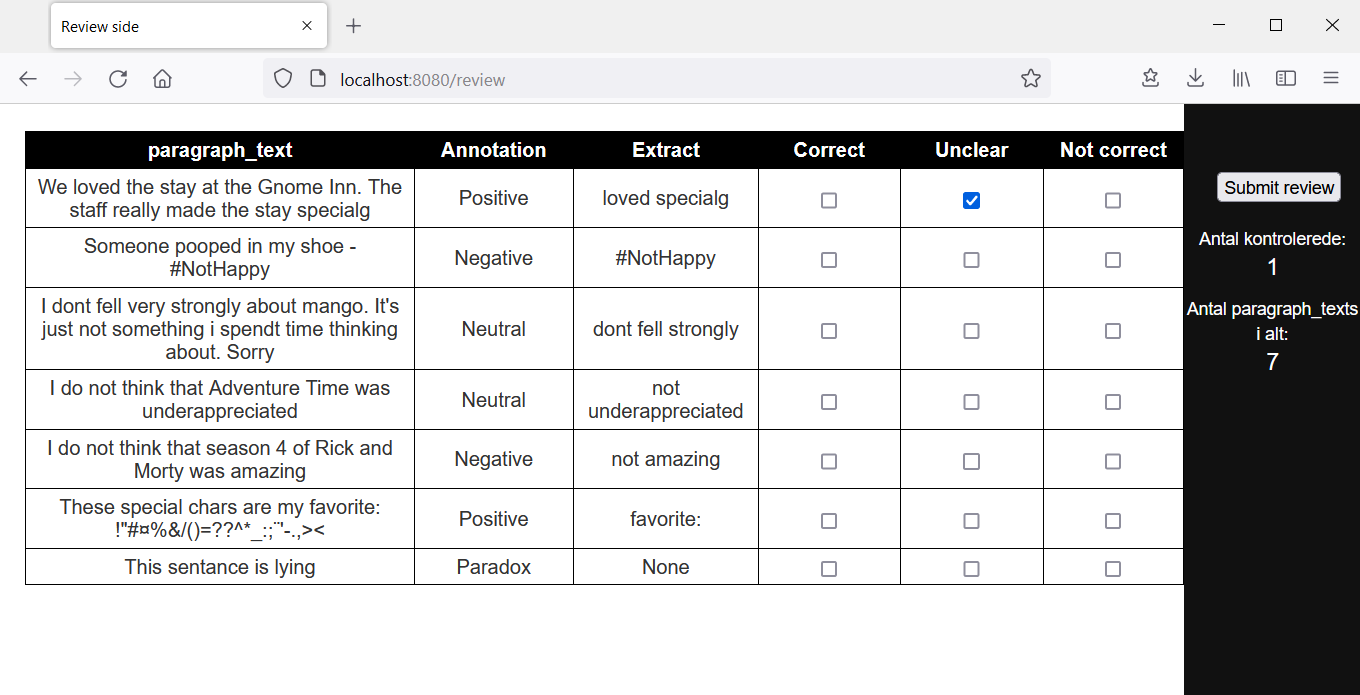 Review side
localhost:8080/review
paragraph_text Annotation Extract Correct Unclear Not correct
We loved the stay at the Gnome Inn. The
staff really made the stay specialg
Positive
loved specialg
Someone pooped in my shoe -
#NotHappy
Negative
#NotHappy
I dont fell very strongly about mango. It's
just not something i spendt time thinking
about. Sorry
Neutral
dont fell strongly
I do not think that Adventure Time was
underappreciated
Neutral
not
underappreciated
I do not think that season 4 of Rick and
Morty was amazing
Negative
not amazing
These special chars are my favorite:
!"#¤%&/()=??^*_:;¨'-.,><
Positive
favorite:
This sentance is lying
Paradox
None
Submit review
Antal kontrolerede:
1
Antal paragraph_texts
i alt:
7